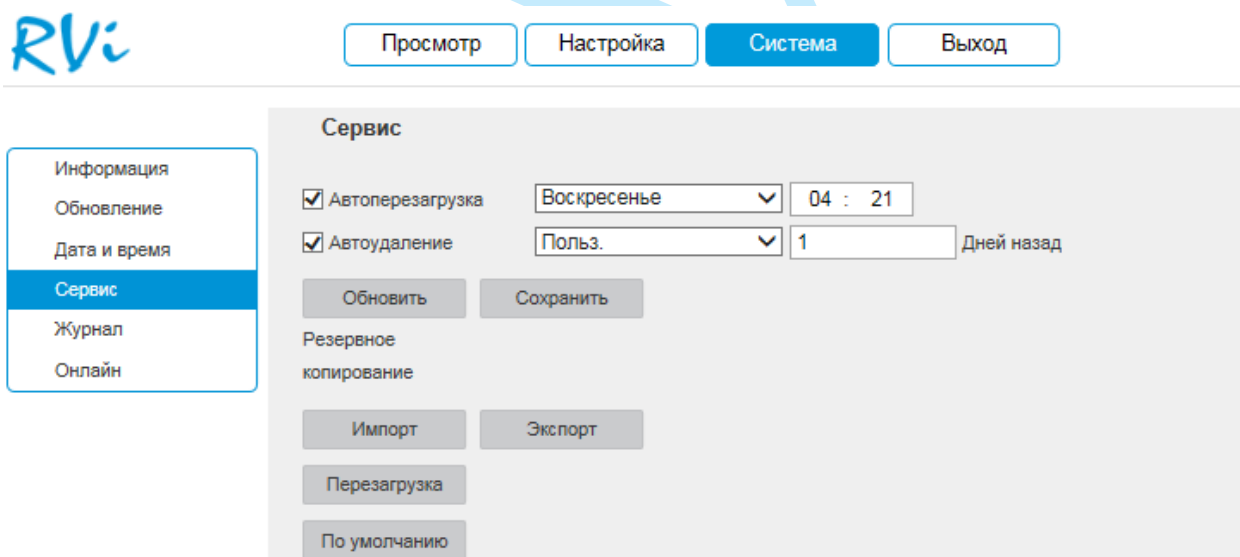 RVi
Просмотр Настройка Система Выход
Сервис
Информация
Обновление
Дата и время
Сервис
Журнал
Онлайн
Автоперезагрузка Воскресенье 04 : 21
Автоудаление Польз. 1 Дней назад
Обновить Сохранить
Резервное
копирование
Импорт Экспорт
Перезагрузка
По умолчанию